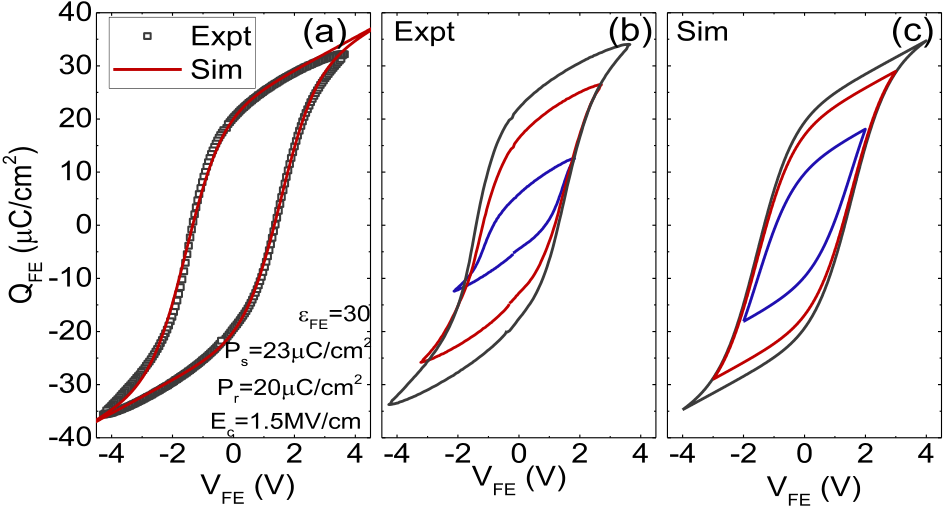 Expt
Sim
(a)
Expt
(b)
Sim
(c)
40
30
20
10
0
-10
-20
-30
-40
Q_FE (μC/cm²)
ε_FE=30
P_s=23μC/cm²
P_r=20μC/cm²
E_c=1.5MV/cm
-4 -2 0 2 4
-4 -2 0 2 4
-4 -2 0 2 4
V_FE (V)
V_FE (V)
V_FE (V)